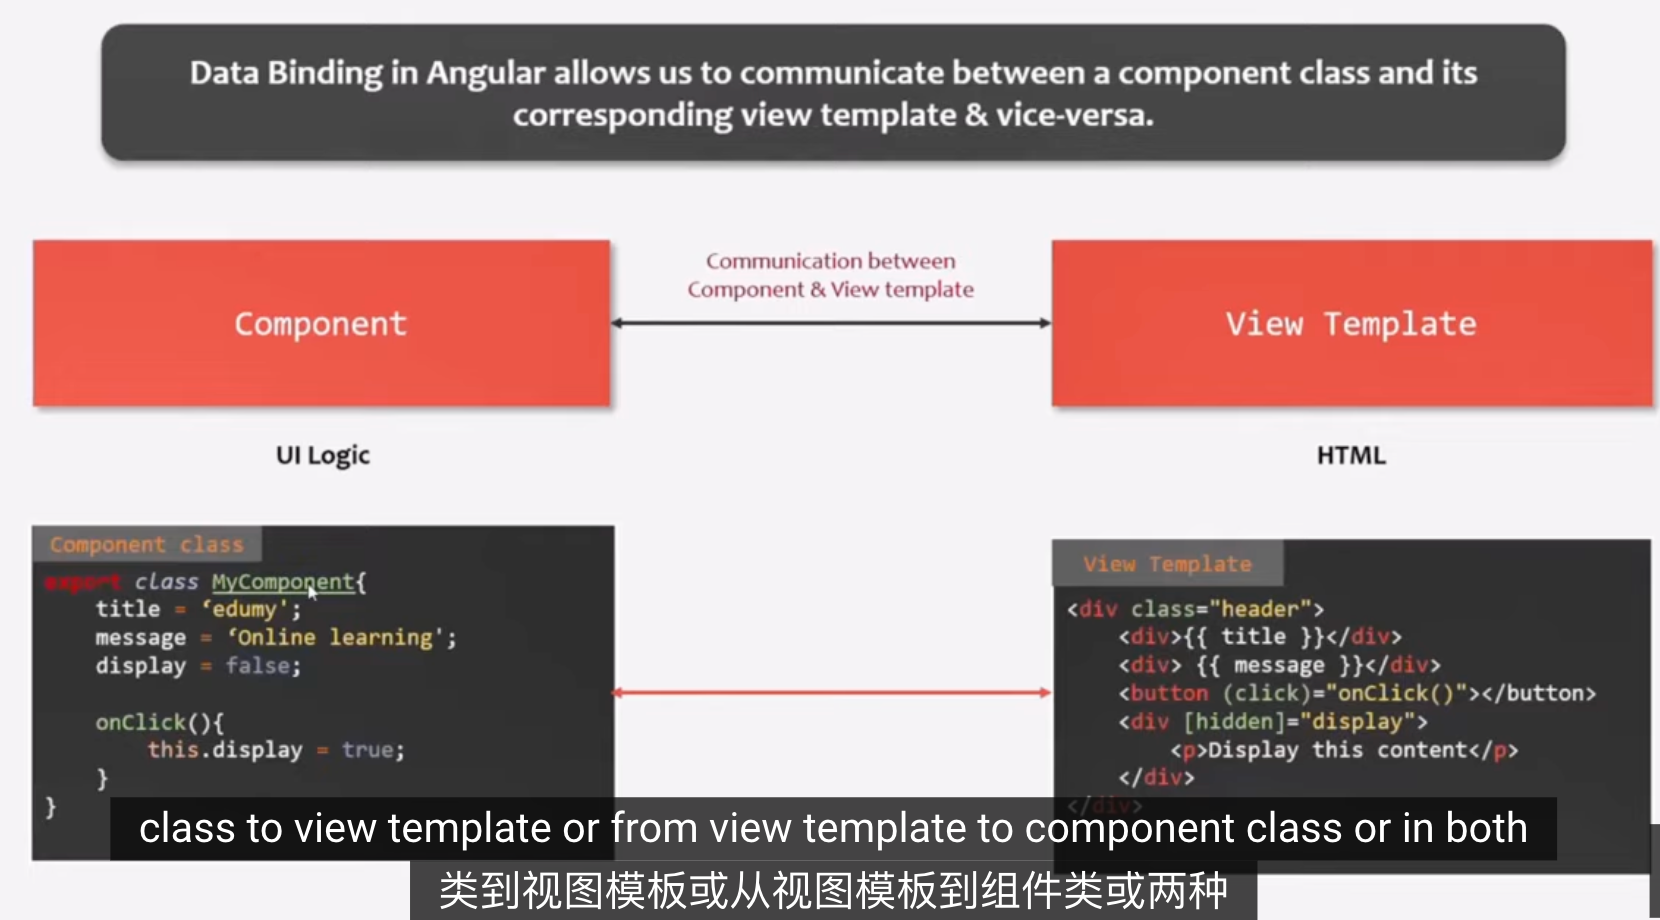 Data Binding in Angular allows us to communicate between a component class and its
corresponding view template & vice-versa.
Component
Communication between
Component & View template
View Template
UI Logic
HTML
Component class
export class MyComponent{
title = ‘edumy';
message = ‘Online learning';
display = false;
onClick(){
this.display = true;
}
}
View Template
<div class="header">
<div>{{ title }}</div>
<div> {{ message }}</div>
<button (click)="onClick()"></button>
<div [hidden]="display">
<p>Display this content</p>
</div>
</div>
class to view template or from view template to component class or in both
类到视图模板或从视图模板到组件类或两种